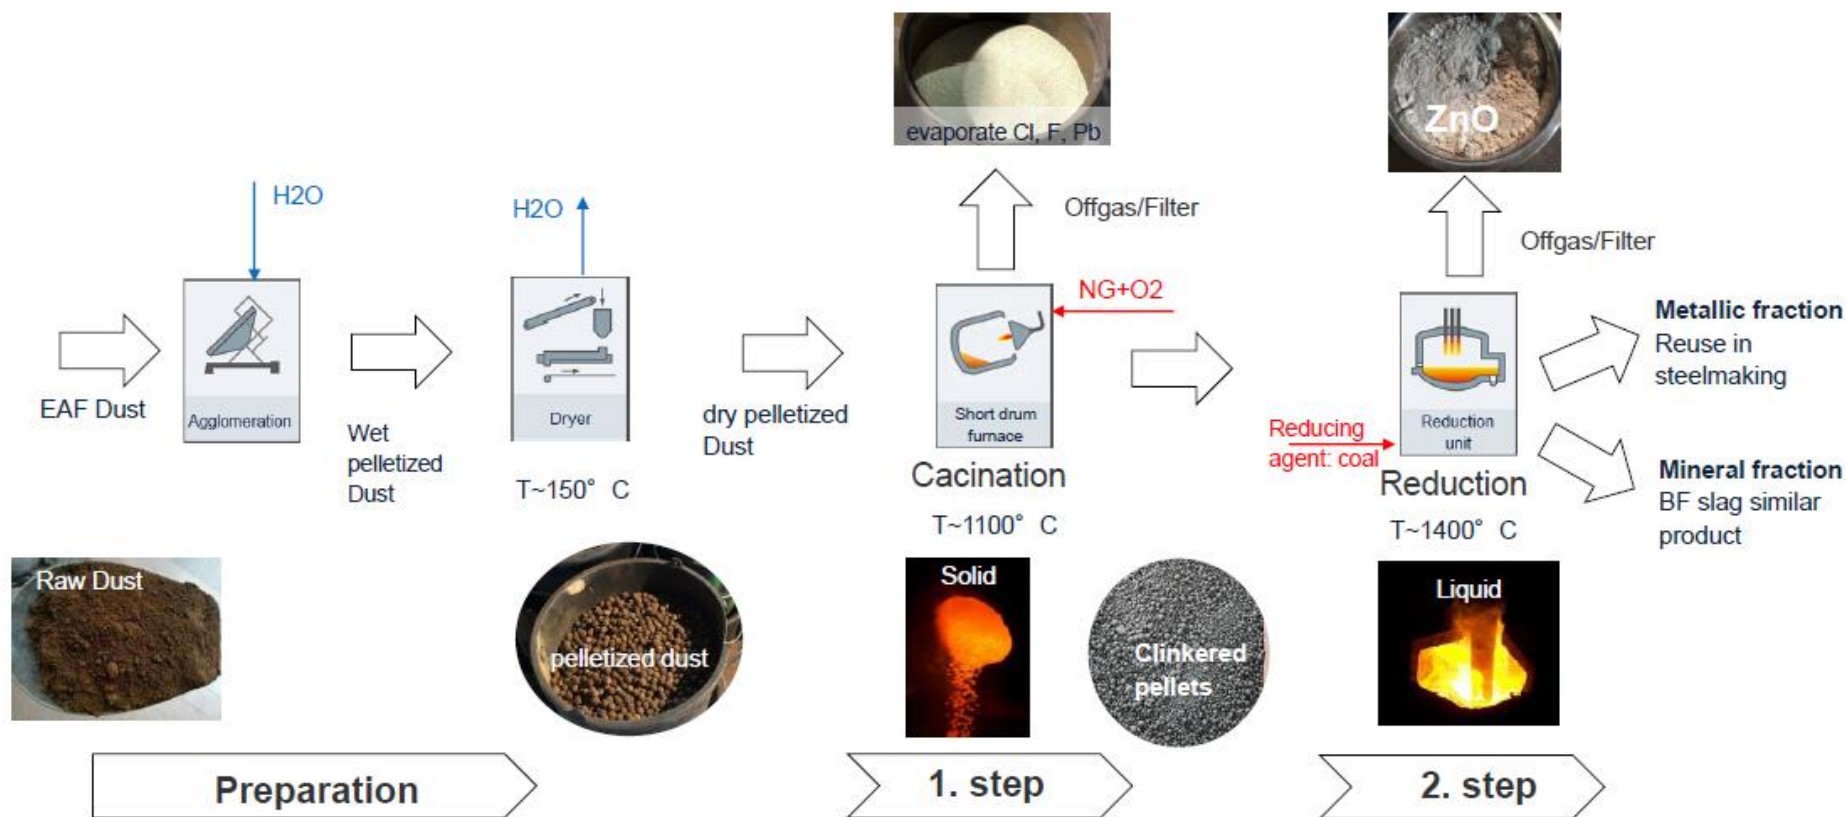 evaporate Cl, F, Pb
ZnO
H2O
H2O
Offgas/Filter
Offgas/Filter
NG+O2
EAF Dust
Agglomeration
Wet
pelletized
Dust
Dryer
T~150° C
dry pelletized
Dust
Short drum
furnace
Cacination
T~1100° C
Reducing
agent: coal
Reduction
unit
Reduction
T~1400° C
Metallic fraction
Reuse in
steelmaking
Mineral fraction
BF slag similar
product
Raw Dust
pelletized dust
Solid
Clinkered
pellets
Liquid
Preparation
1. step
2. step